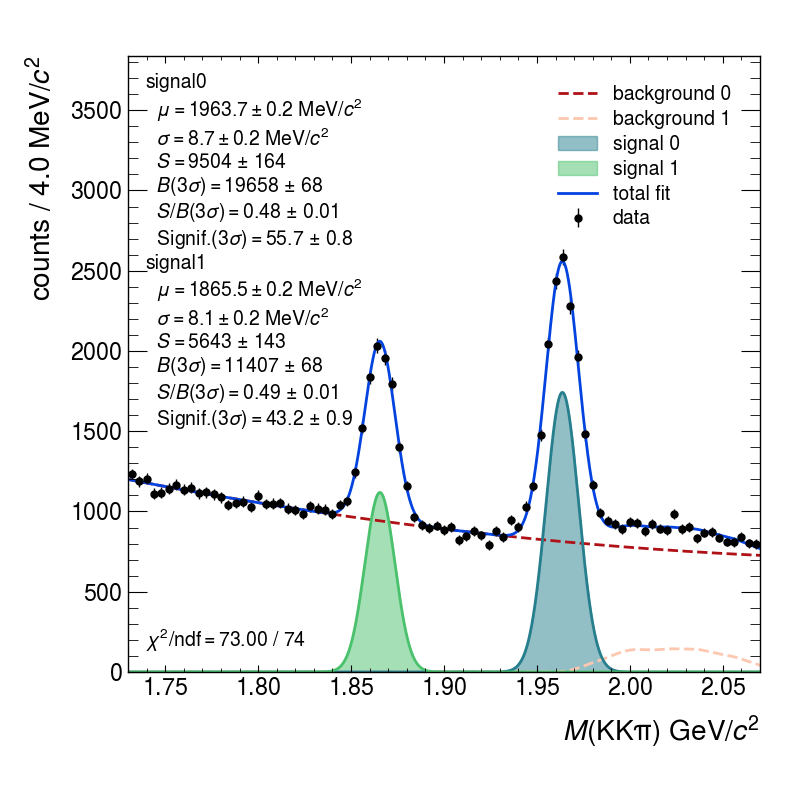 counts / 4.0 MeV/c²
3500
3000
2500
2000
1500
1000
500
0
signal0
μ = 1963.7 ± 0.2 MeV/c²
σ = 8.7 ± 0.2 MeV/c²
S = 9504 ± 164
B(3σ) = 19658 ± 68
S/B(3σ) = 0.48 ± 0.01
Signif.(3σ) = 55.7 ± 0.8
signal1
μ = 1865.5 ± 0.2 MeV/c²
σ = 8.1 ± 0.2 MeV/c²
S = 5643 ± 143
B(3σ) = 11407 ± 68
S/B(3σ) = 0.49 ± 0.01
Signif.(3σ) = 43.2 ± 0.9
background 0
background 1
signal 0
signal 1
total fit
data
χ²/ndf = 73.00 / 74
1.75 1.80 1.85 1.90 1.95 2.00 2.05
M(KKπ) GeV/c²